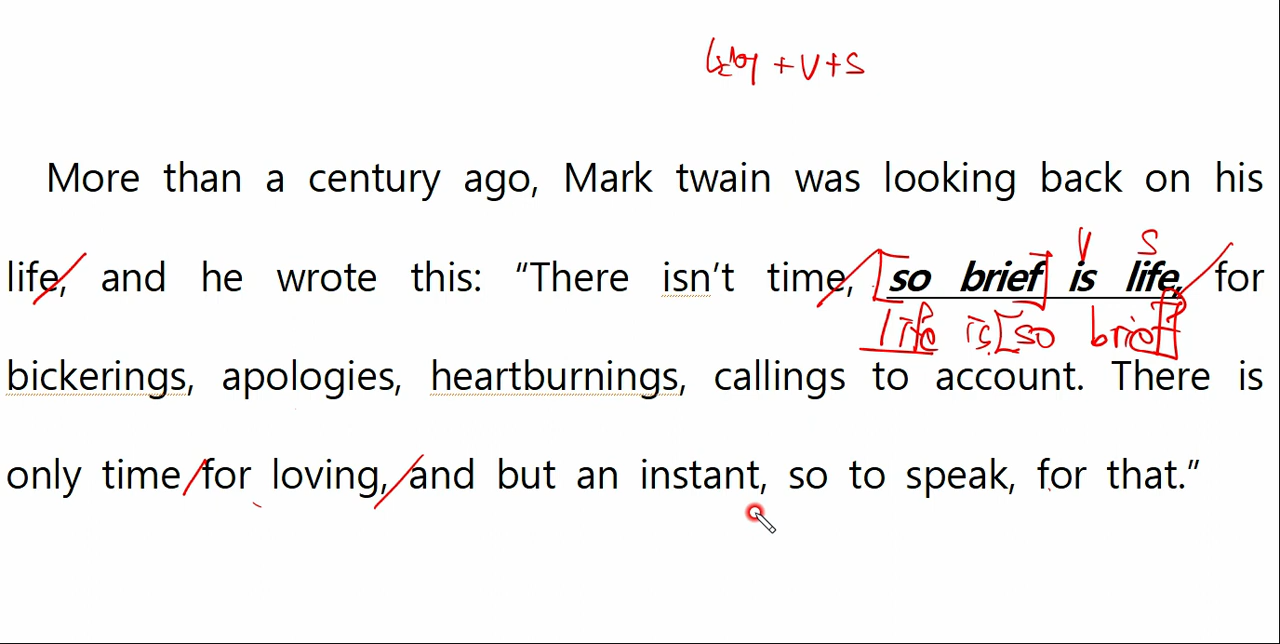 + V + S
More than a century ago, Mark twain was looking back on his
V S
life, and he wrote this: “There isn’t time, so brief is life, for
life is so brief
bickerings, apologies, heartburnings, callings to account. There is
only time for loving, and but an instant, so to speak, for that.”